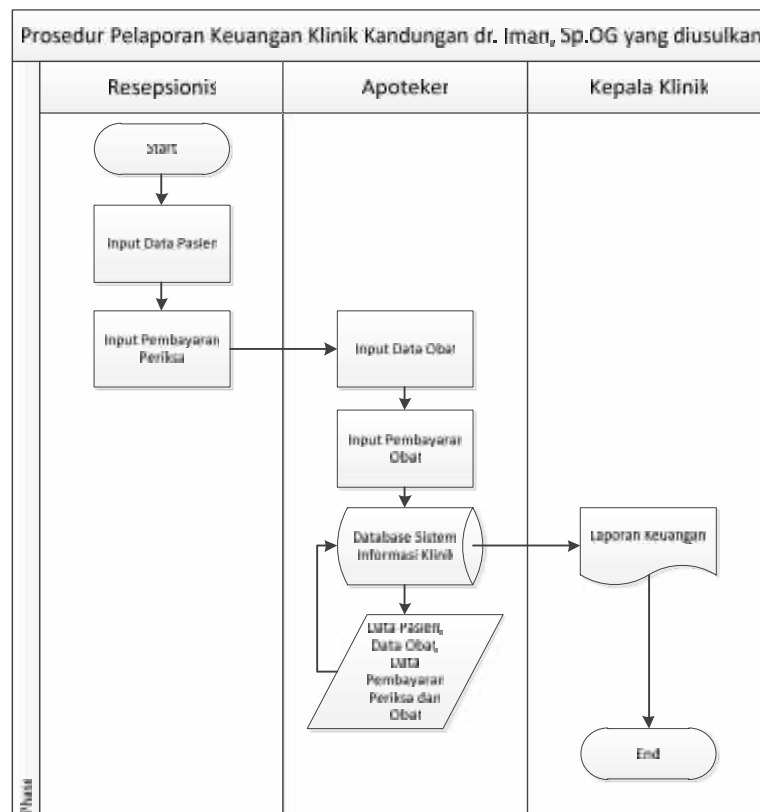 Prosedur Pelaporan Keuangan Klinik Kandungan dr. Iman, Sp.OG yang diusulkan
Resepsionis
Apoteker
Kepala Klinik
Start
Input Data Pasien
Input Pembayaran
Periksa
Input Data Obat
Input Pembayaran
Obat
Database Sistem
Informasi Klinik
Laporan Keuangan
Data Pasien,
Data Obat,
Data
Pembayaran
Periksa dan
Obat
End
Phase